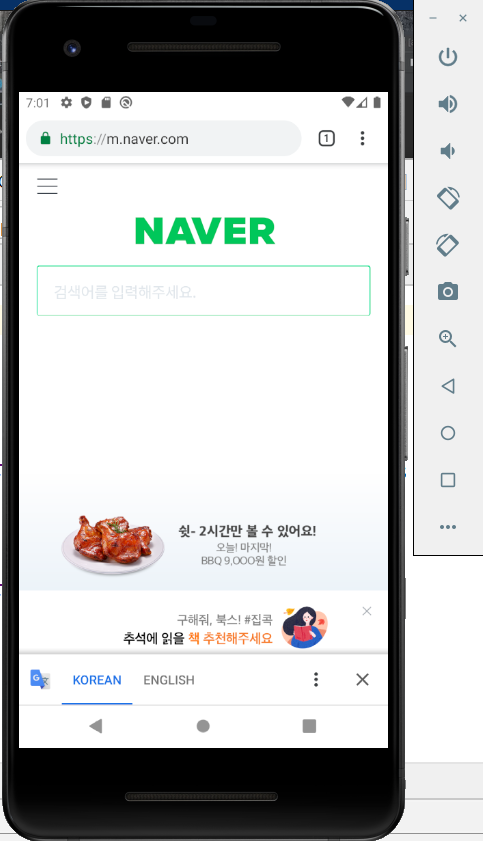 7:01
https://m.naver.com
1
NAVER
검색어를 입력해주세요.
쉿- 2시간만 볼 수 있어요!
오늘! 마지막!
BBQ 9,000원 할인
구해줘, 북스! #집콕
추석에 읽을 책 추천해주세요
G
KOREAN
ENGLISH